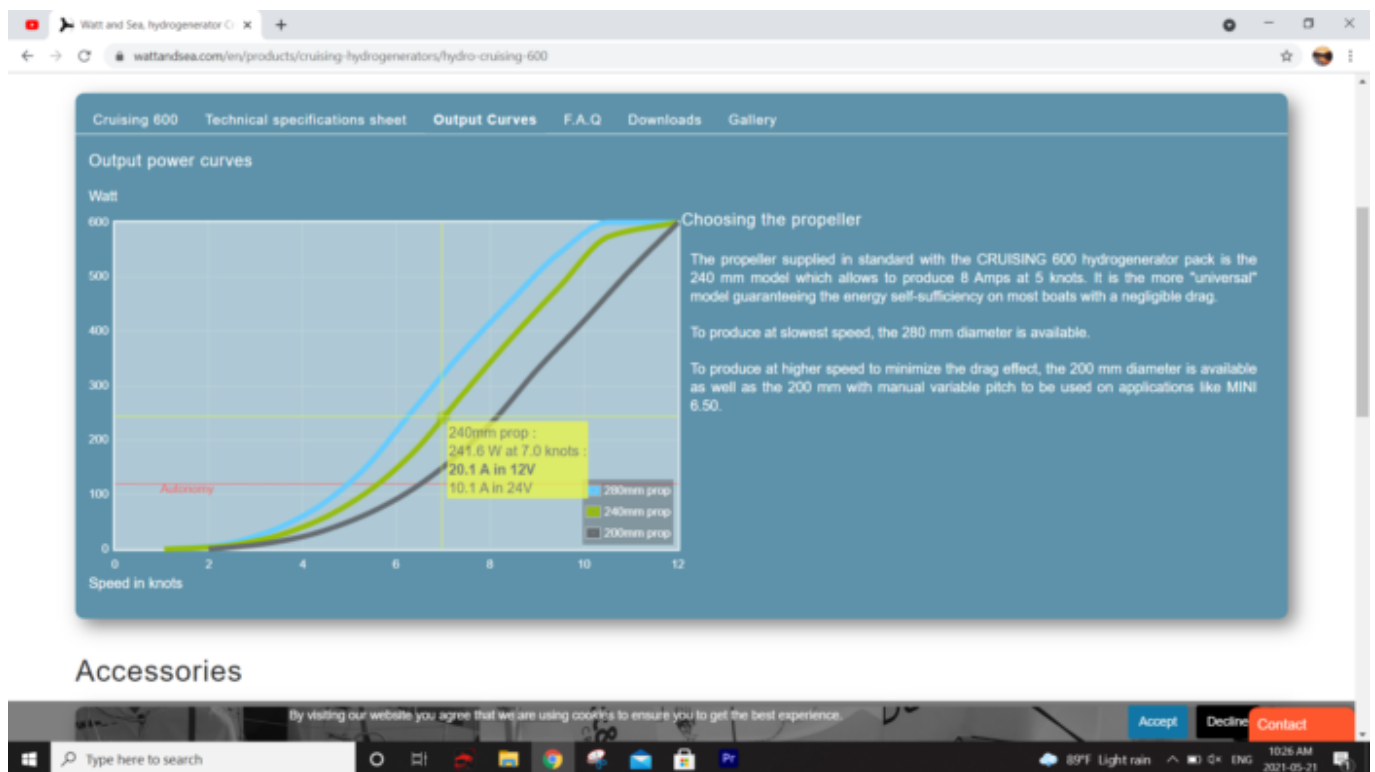 Watt and Sea, hydrogenerator C
wattandsea.com/en/products/cruising-hydrogenerators/hydro-cruising-600
Cruising 600 Technical specifications sheet Output Curves F.A.Q Downloads Gallery
Output power curves
Watt
600
500
400
300
200
100
0
Autonomy
240mm prop :
241.6 W at 7.0 knots :
20.1 A in 12V
10.1 A in 24V
280mm prop
240mm prop
200mm prop
0 2 4 6 8 10 12
Speed in knots
Choosing the propeller
The propeller supplied in standard with the CRUISING 600 hydrogenerator pack is the
240 mm model which allows to produce 8 Amps at 5 knots. It is the more "universal"
model guaranteeing the energy self-sufficiency on most boats with a negligible drag.
To produce at slowest speed, the 280 mm diameter is available.
To produce at higher speed to minimize the drag effect, the 200 mm diameter is available
as well as the 200 mm with manual variable pitch to be used on applications like MINI
6.50.
Accessories
By visiting our website you agree that we are using cookies to ensure you to get the best experience.
Accept Decline Contact
Type here to search
Pr
89°F Light rain ENG
10:26 AM
2021-05-21